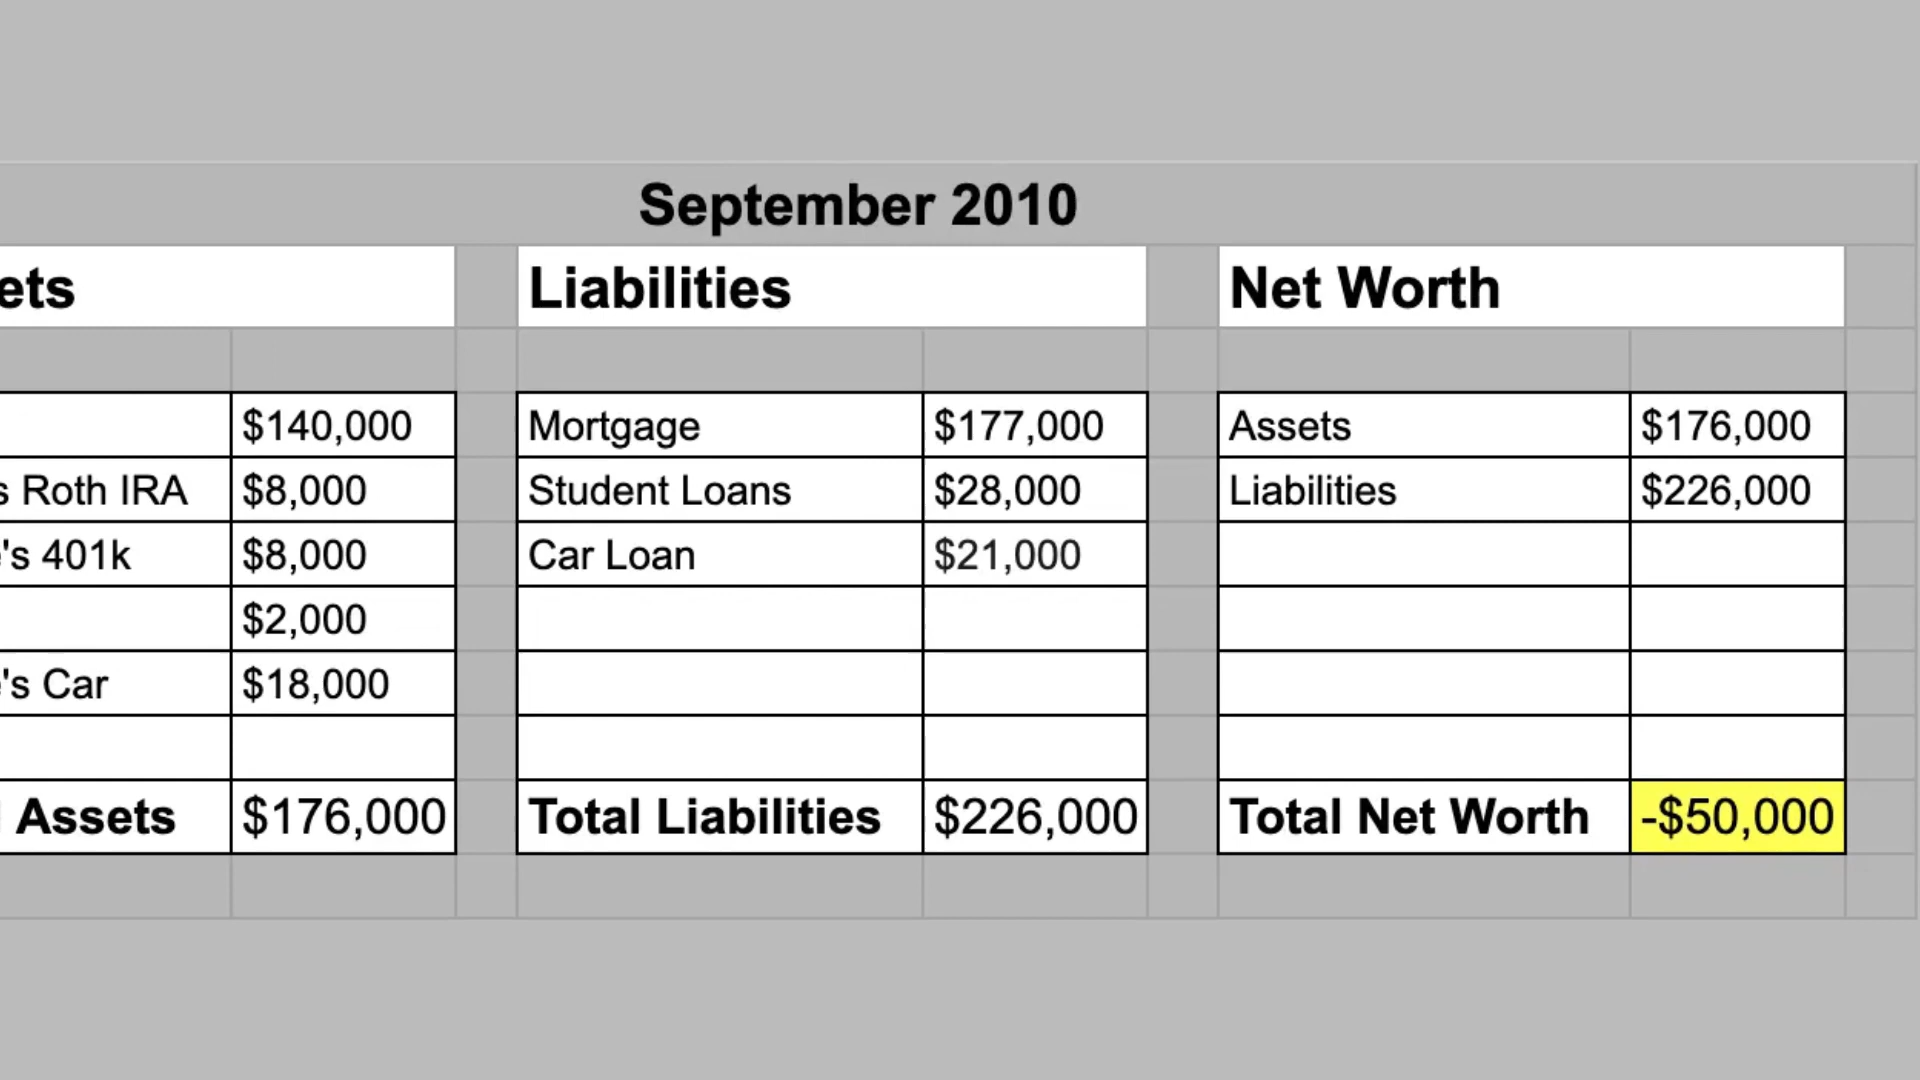 September 2010
ets Liabilities Net Worth
$140,000 Mortgage $177,000 Assets $176,000
s Roth IRA $8,000 Student Loans $28,000 Liabilities $226,000
's 401k $8,000 Car Loan $21,000
$2,000
's Car $18,000
Assets $176,000 Total Liabilities $226,000 Total Net Worth -$50,000